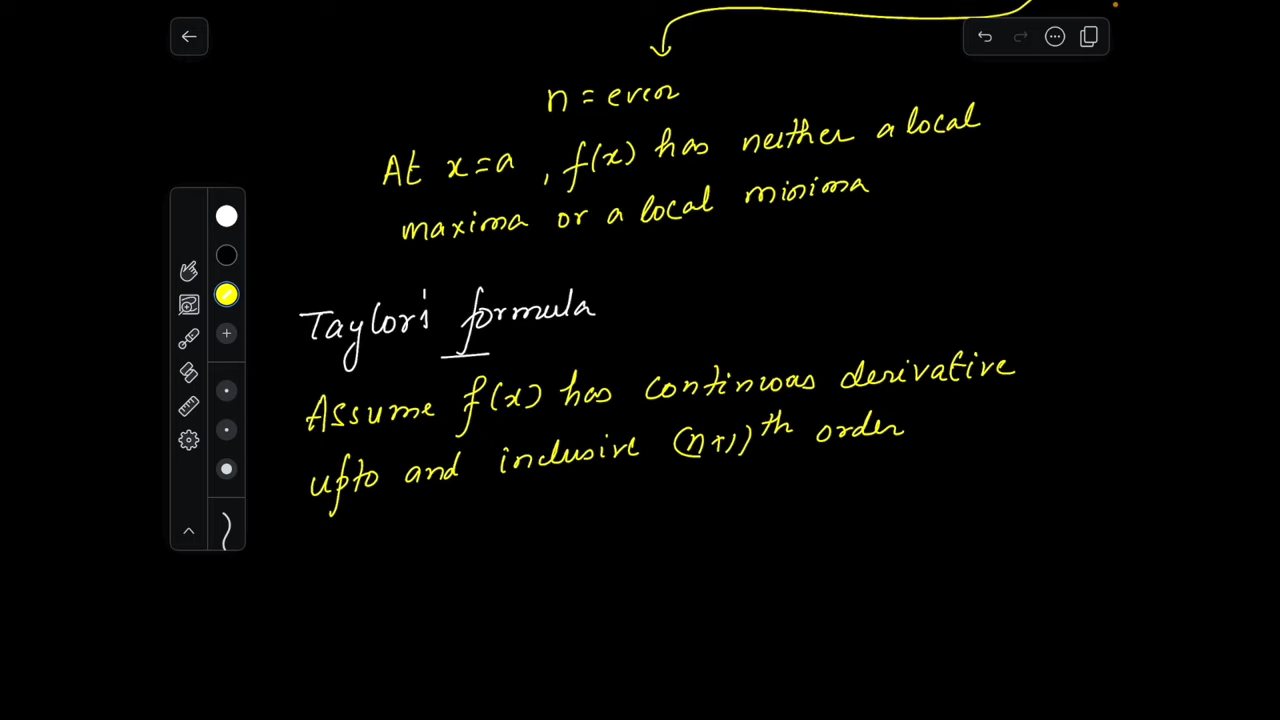 n = even
At x=a , f(x) has neither a local
maxima or a local minima
Taylor's formula
Assume f(x) has continuous derivative
upto and inclusive (n+1)th order